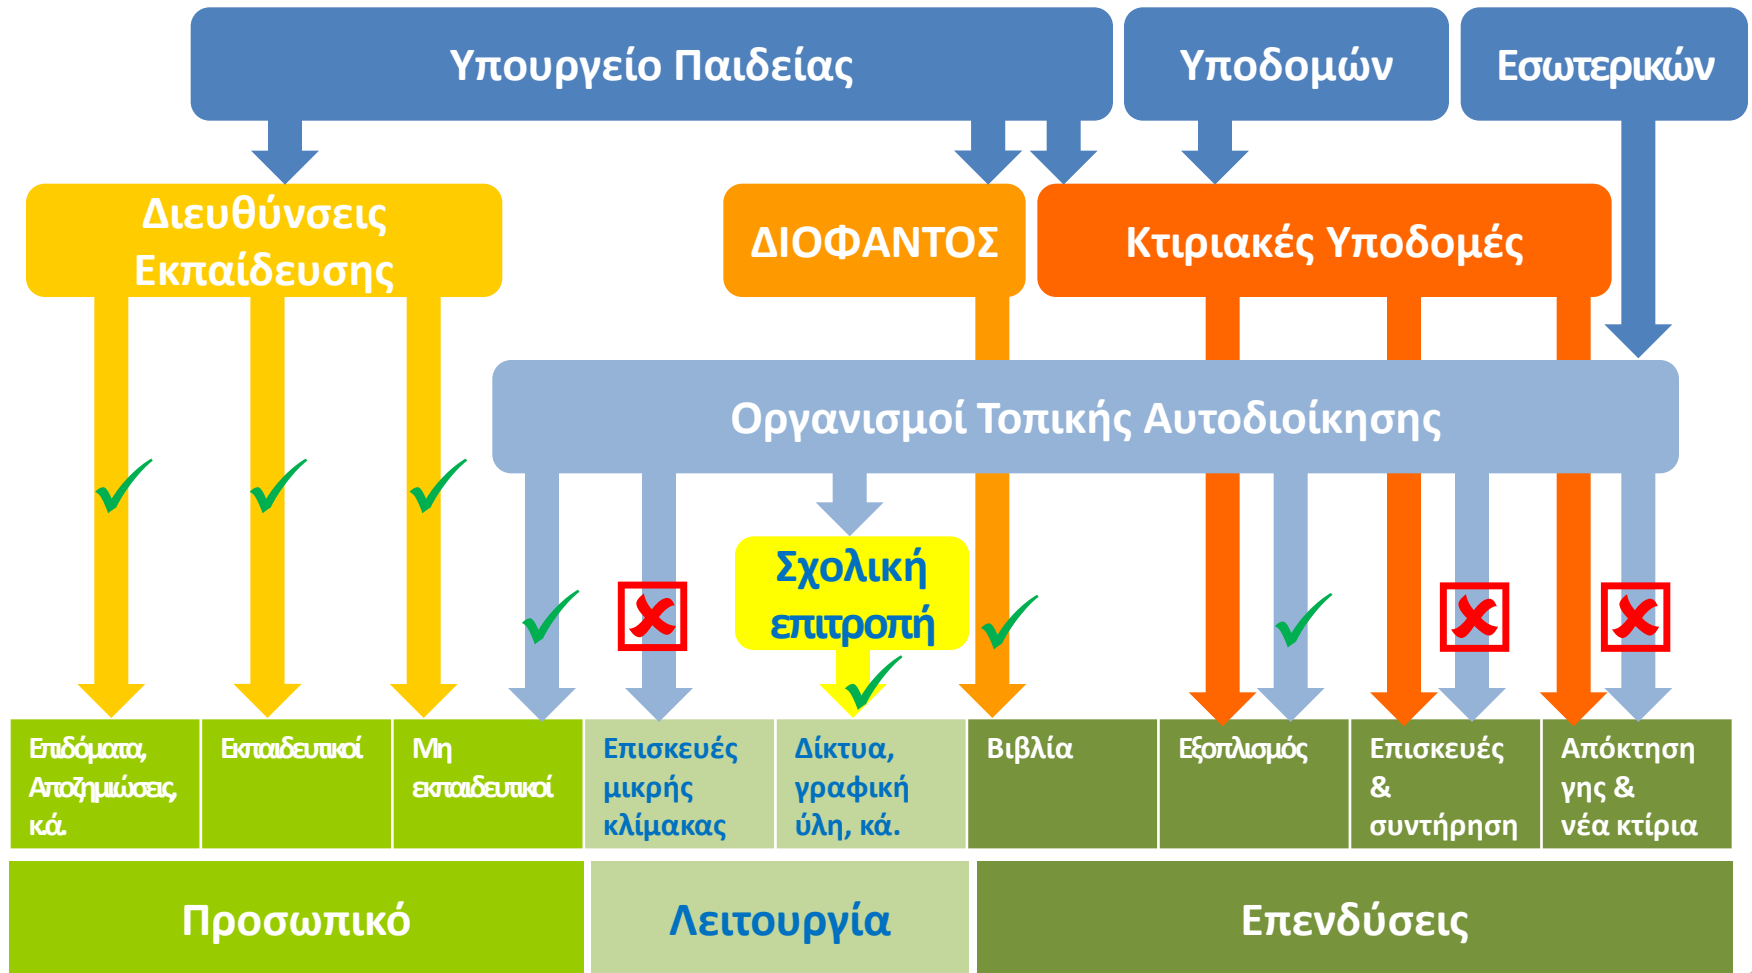 Υπουργείο Παιδείας
Υποδομών
Εσωτερικών
Διευθύνσεις
Εκπαίδευσης
ΔΙΟΦΑΝΤΟΣ
Κτιριακές Υποδομές
Οργανισμοί Τοπικής Αυτοδιοίκησης
Σχολική
επιτροπή
Επιδόματα,
Αποζημιώσεις,
κ.ά.
Εκπαιδευτικοί
Μη
εκπαιδευτικοί
Επισκευές
μικρής
κλίμακας
Δίκτυα,
γραφική
ύλη, κά.
Βιβλία
Εξοπλισμός
Επισκευές
&
συντήρηση
Απόκτηση
γης &
νέα κτίρια
Προσωπικό
Λειτουργία
Επενδύσεις